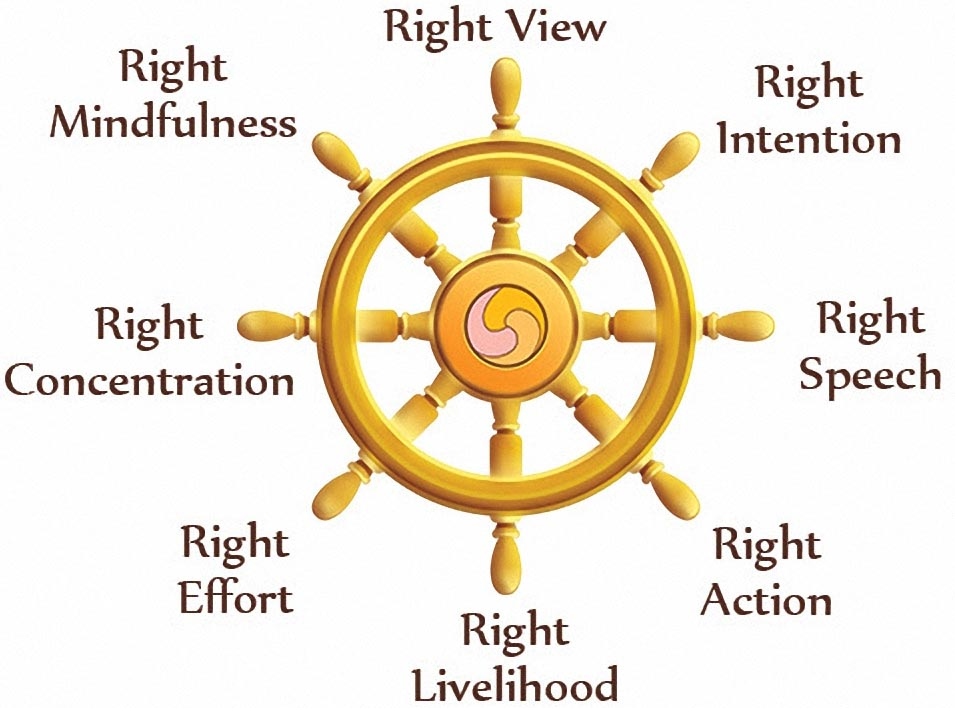 Right View
Right
Intention
Right
Speech
Right
Action
Right
Livelihood
Right
Effort
Right
Concentration
Right
Mindfulness